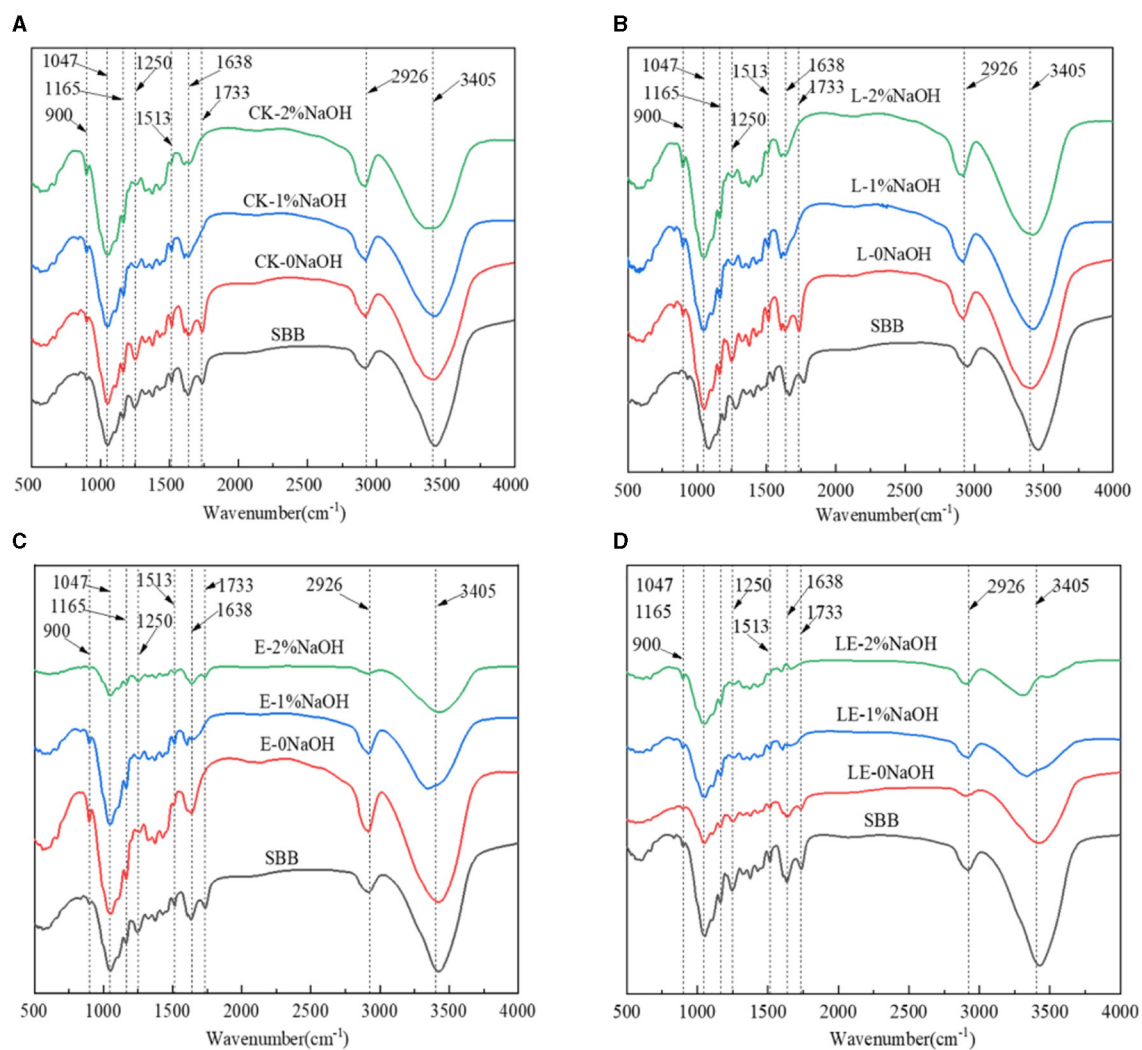 A
1047
1250
1638
2926
3405
1165
1733
900
1513
CK-2%NaOH
CK-1%NaOH
CK-0NaOH
SBB
500 1000 1500 2000 2500 3000 3500 4000
Wavenumber(cm-1)
B
1047
1513
1638
2926
3405
1165
1733
900
1250
L-2%NaOH
L-1%NaOH
L-0NaOH
SBB
500 1000 1500 2000 2500 3000 3500 4000
Wavenumber(cm-1)
C
1047
1513
1733
2926
3405
1165
1250
1638
900
E-2%NaOH
E-1%NaOH
E-0NaOH
SBB
500 1000 1500 2000 2500 3000 3500 4000
Wavenumber(cm-1)
D
1047
1250
1638
2926
3405
1165
1513
1733
900
LE-2%NaOH
LE-1%NaOH
LE-0NaOH
SBB
500 1000 1500 2000 2500 3000 3500 4000
Wavenumber(cm-1)